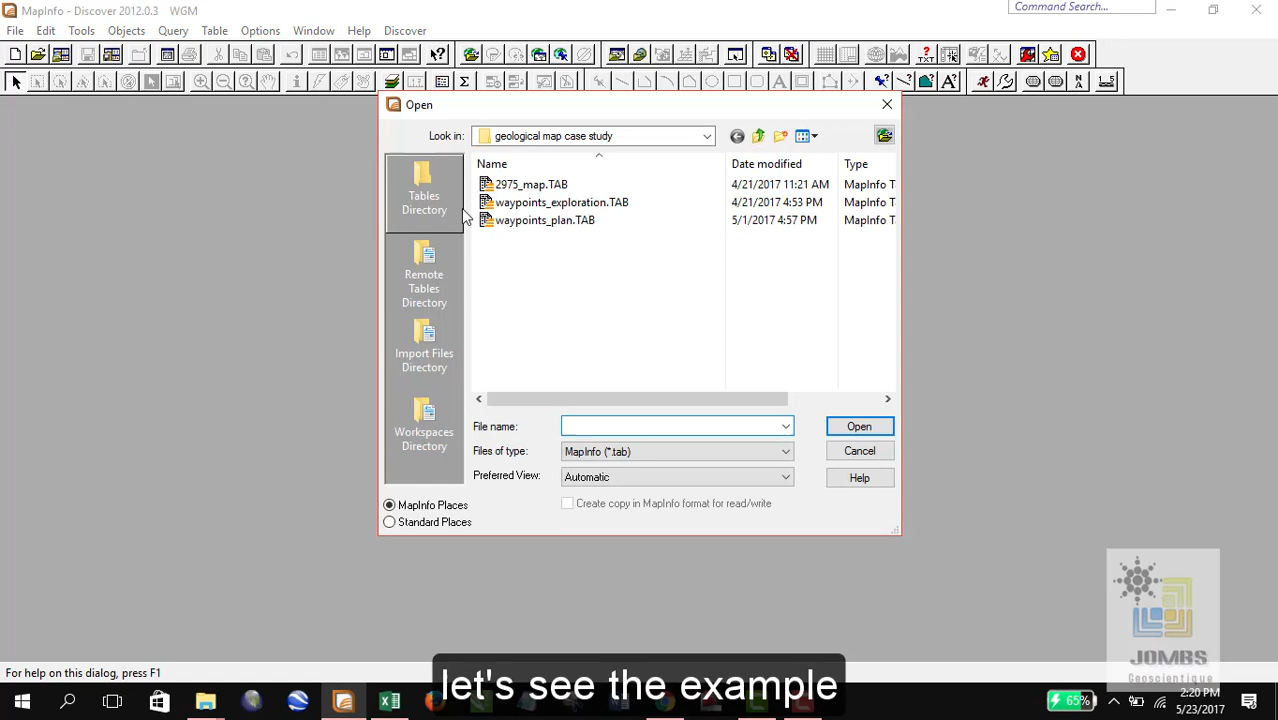 MapInfo - Discover 2012.0.3 WGM
Command Search...
File Edit Tools Objects Query Table Options Window Help Discover
Open
Look in: geological map case study
Name Date modified Type
2975_map.TAB 4/21/2017 11:21 AM MapInfo T
waypoints_exploration.TAB 4/21/2017 4:53 PM MapInfo T
waypoints_plan.TAB 5/1/2017 4:57 PM MapInfo T
Tables
Directory
Remote
Tables
Directory
Import Files
Directory
Workspaces
Directory
File name: Open
Files of type: MapInfo (*.tab) Cancel
Preferred View: Automatic Help
Create copy in MapInfo format for read/write
MapInfo Places
Standard Places
JOMBS
Geoscientique
For help on this dialog, press F1
let's see the example
65%
2:20 PM
5/23/2017